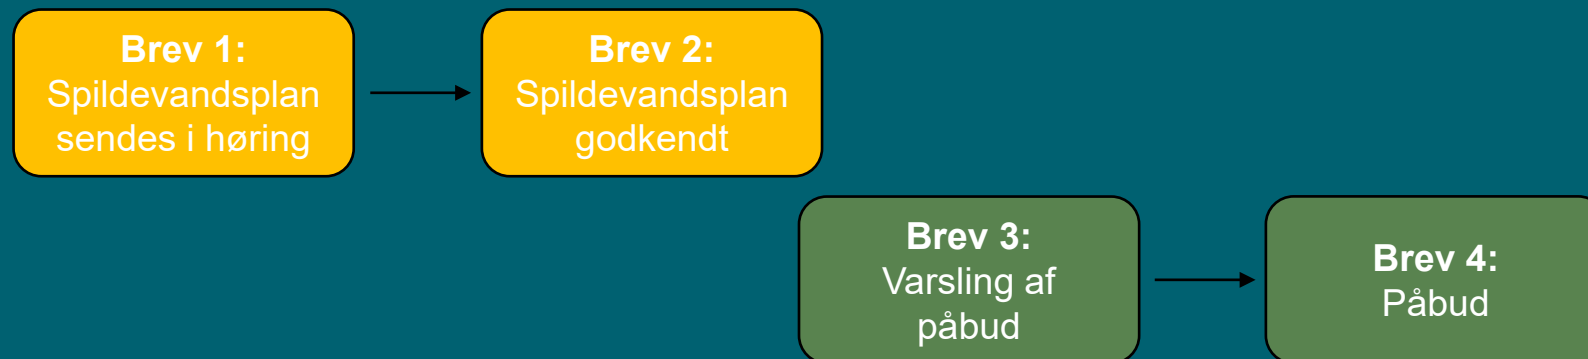 Brev 1:
Spildevandsplan
sendes i høring
Brev 2:
Spildevandsplan
godkendt
Brev 3:
Varsling af
påbud
Brev 4:
Påbud